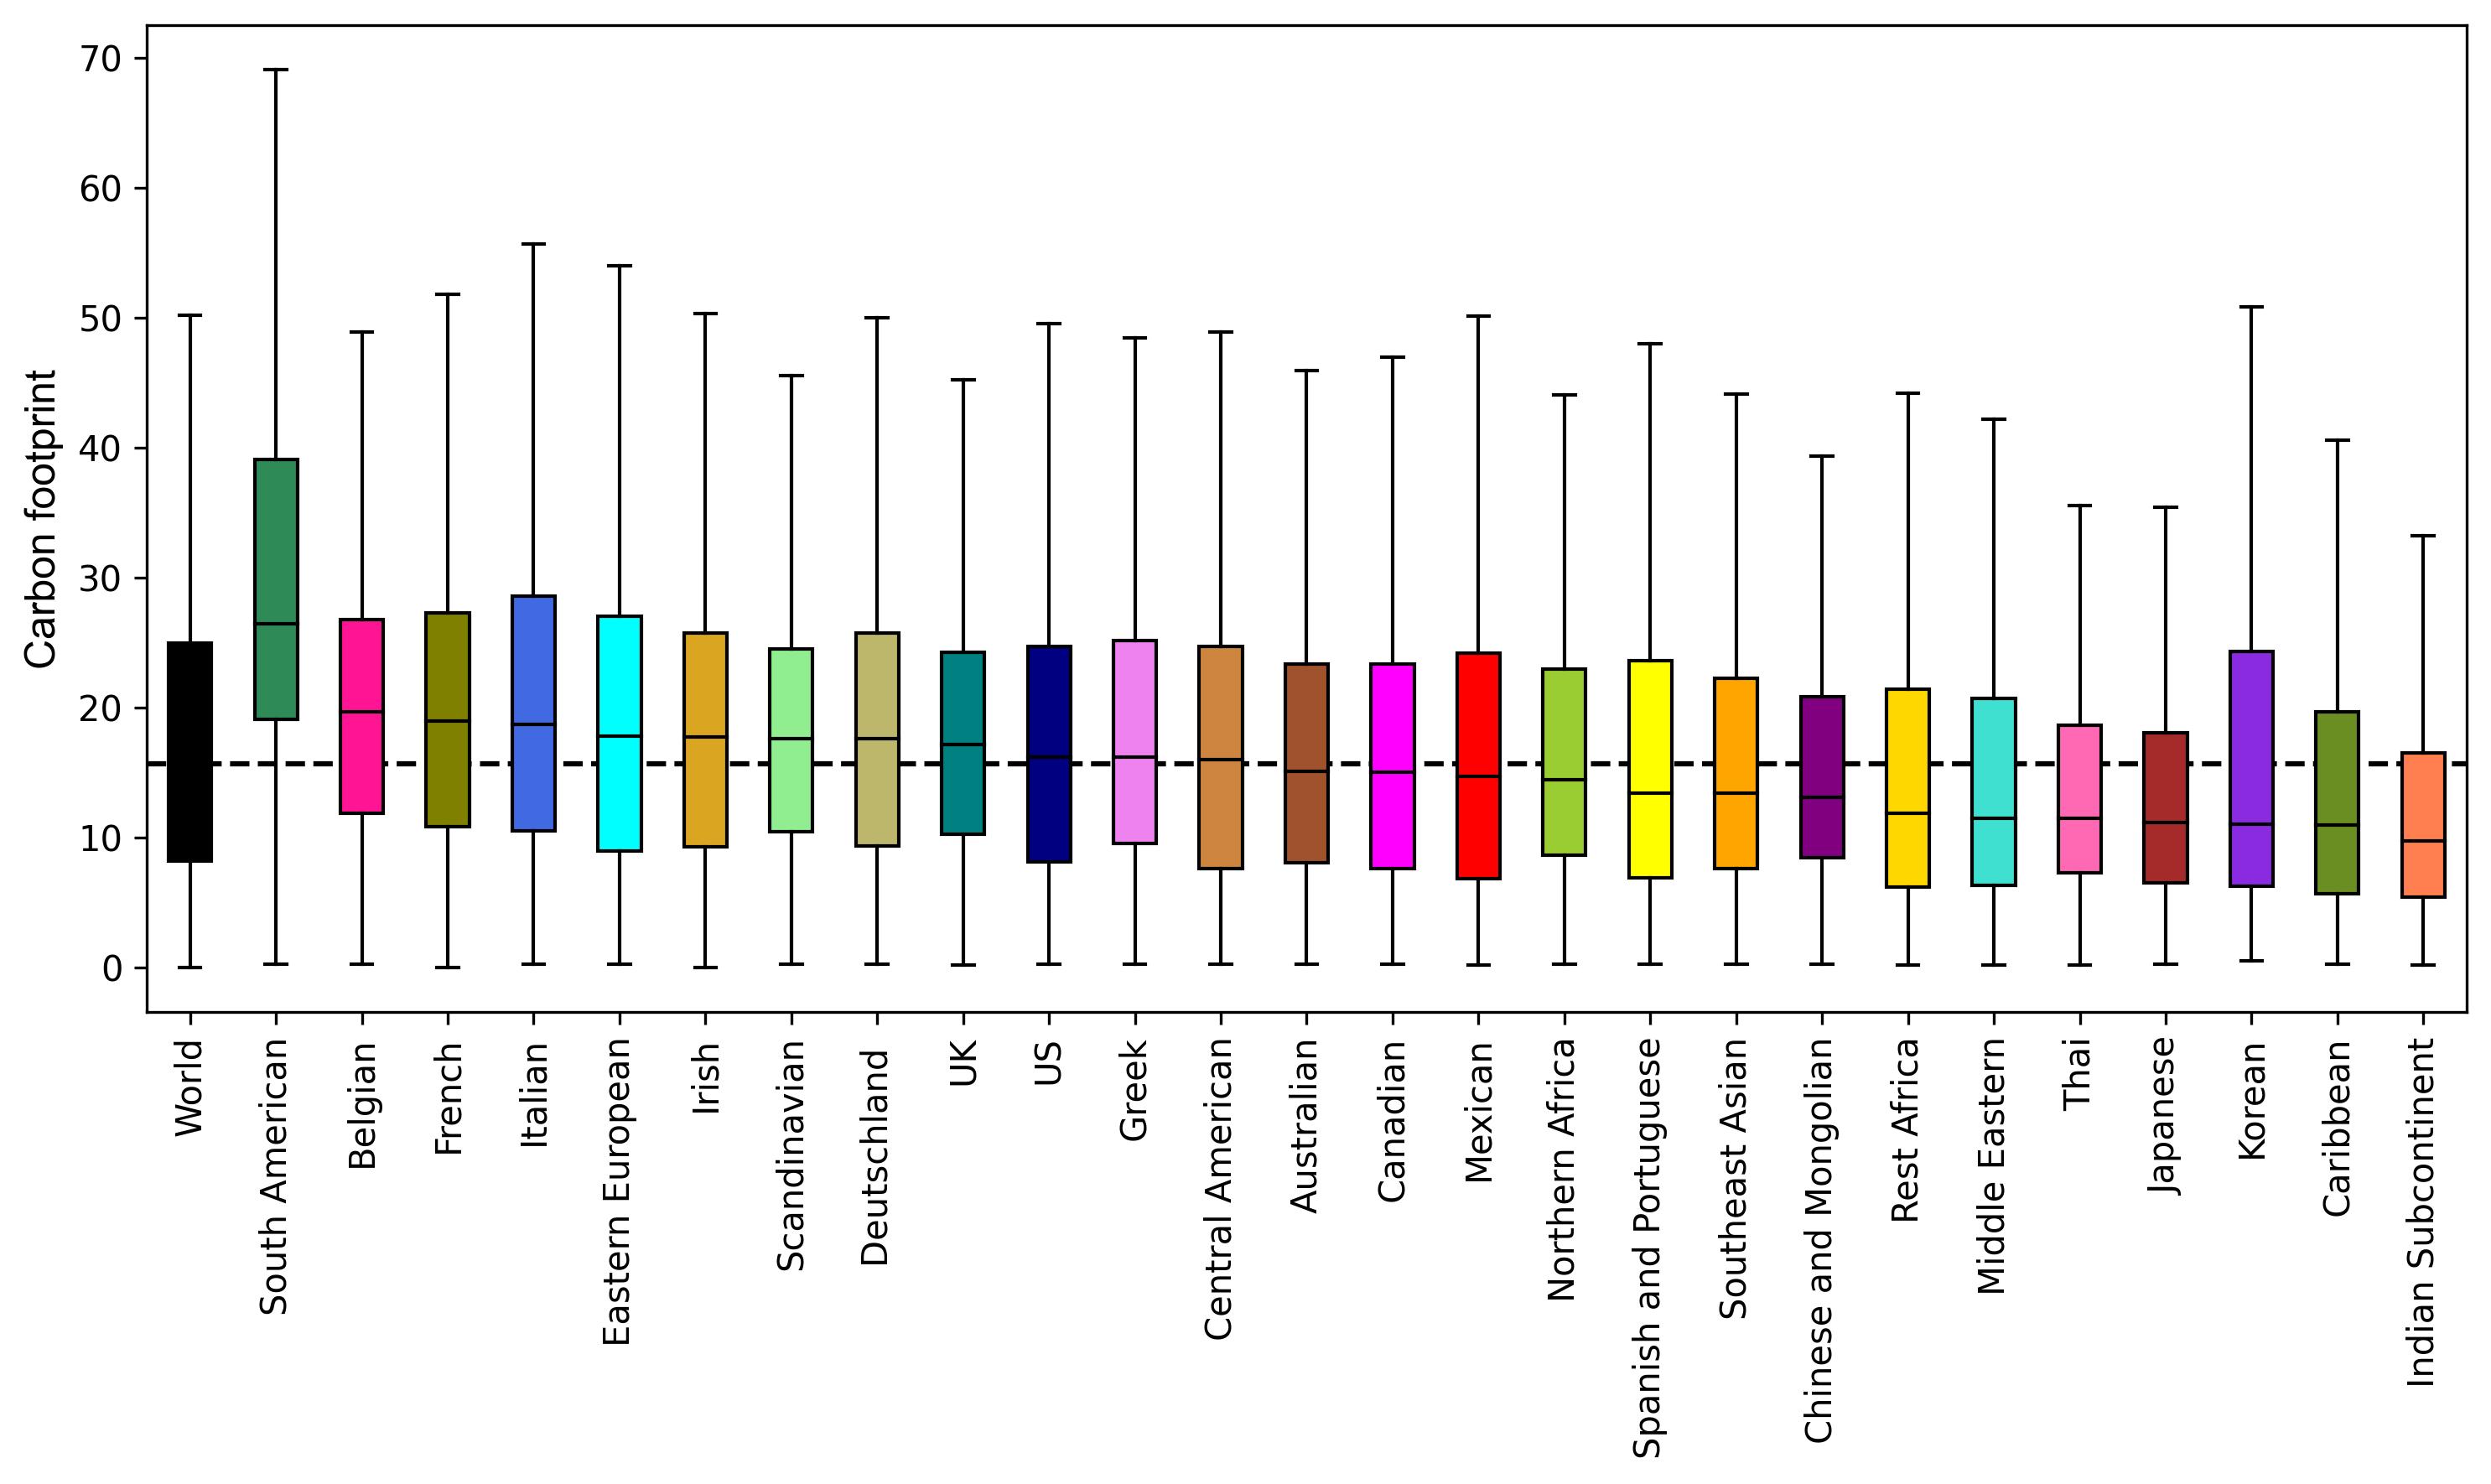 Carbon footprint
70
60
50
40
30
20
10
0
World
South American
Belgian
French
Italian
Eastern European
Irish
Scandinavian
Deutschland
UK
US
Greek
Central American
Australian
Canadian
Mexican
Northern Africa
Spanish and Portuguese
Southeast Asian
Chinese and Mongolian
Rest Africa
Middle Eastern
Thai
Japanese
Korean
Caribbean
Indian Subcontinent